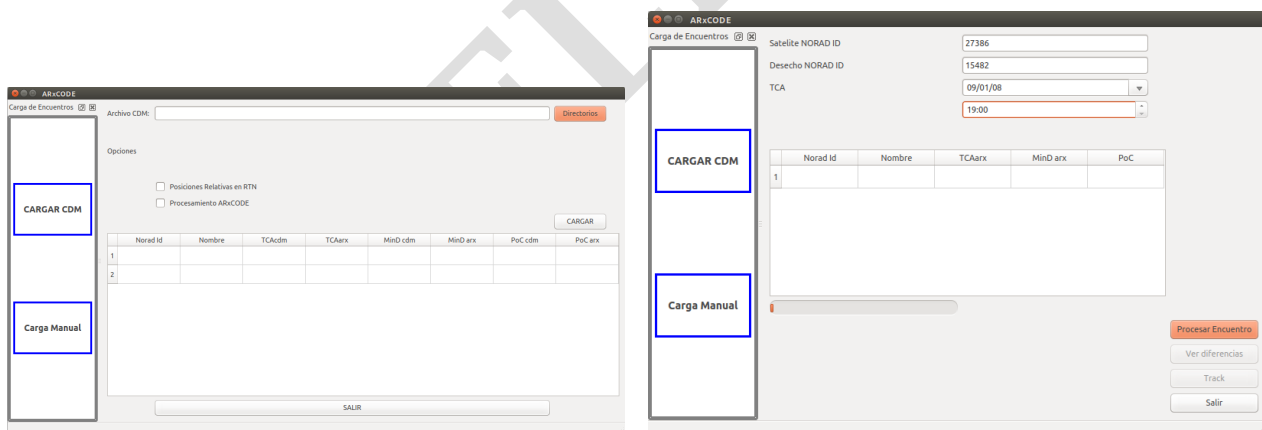 ARxCODE
Carga de Encuentros
Archivo CDM:
Directorios
Opciones
CARGAR CDM
Posiciones Relativas en RTN
Procesamiento ARxCODE
CARGAR
Norad Id Nombre TCAcdm TCAarx MinD cdm MinD arx PoC cdm PoC arx
1
2
Carga Manual
SALIR
ARxCODE
Carga de Encuentros
Satelite NORAD ID 27386
Desecho NORAD ID 15482
TCA 09/01/08
19:00
CARGAR CDM
Norad Id Nombre TCAarx MinD arx PoC
1
Carga Manual
Procesar Encuentro
Ver diferencias
Track
Salir